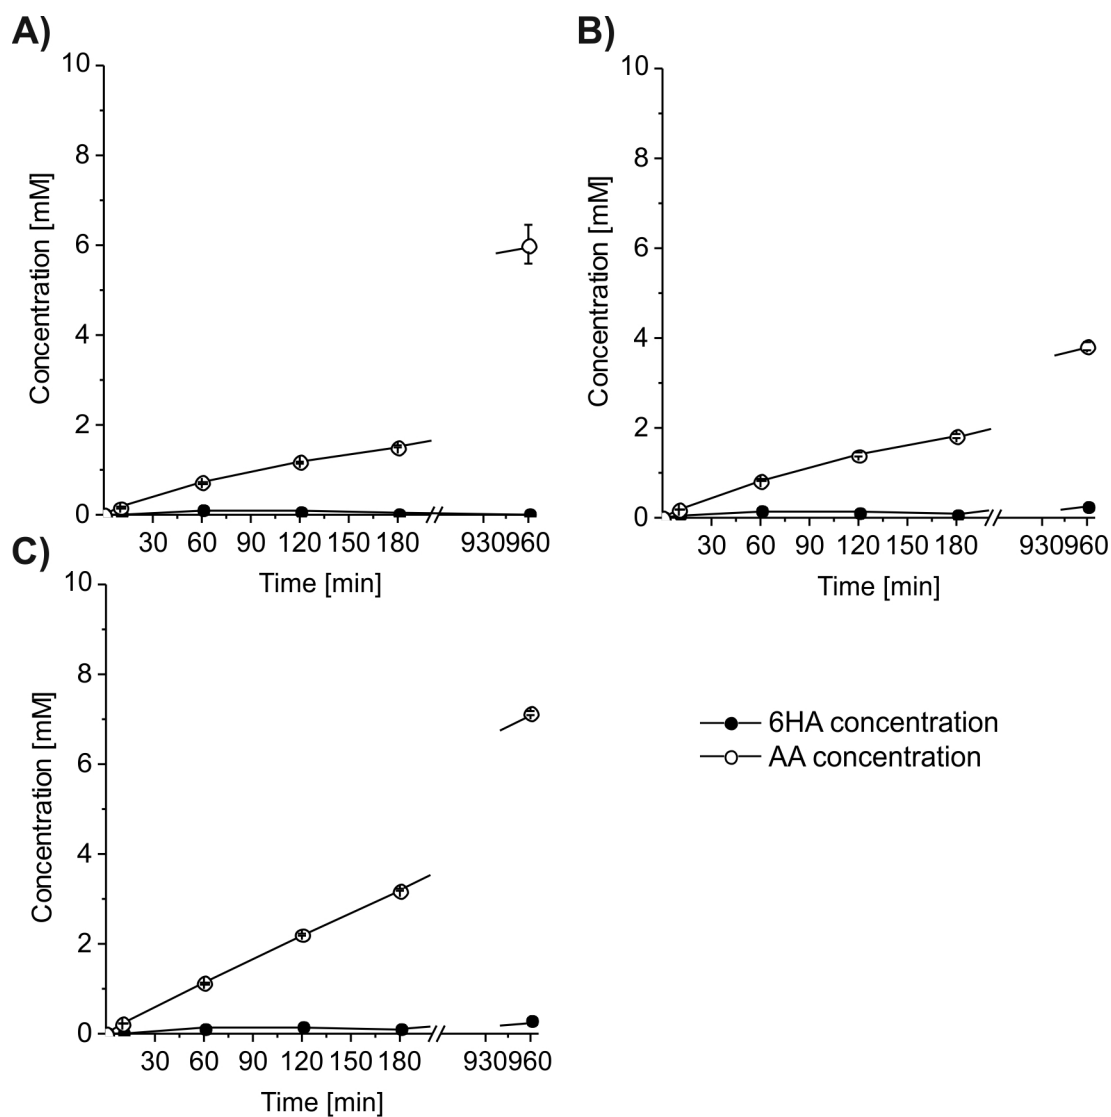 A)
10
8
6
4
2
0
Concentration [mM]
30 60 90 120 150 180 930960
Time [min]
B)
10
8
6
4
2
0
Concentration [mM]
30 60 90 120 150 180 930960
Time [min]
C)
10
8
6
4
2
0
Concentration [mM]
30 60 90 120 150 180 930960
Time [min]
6HA concentration
AA concentration